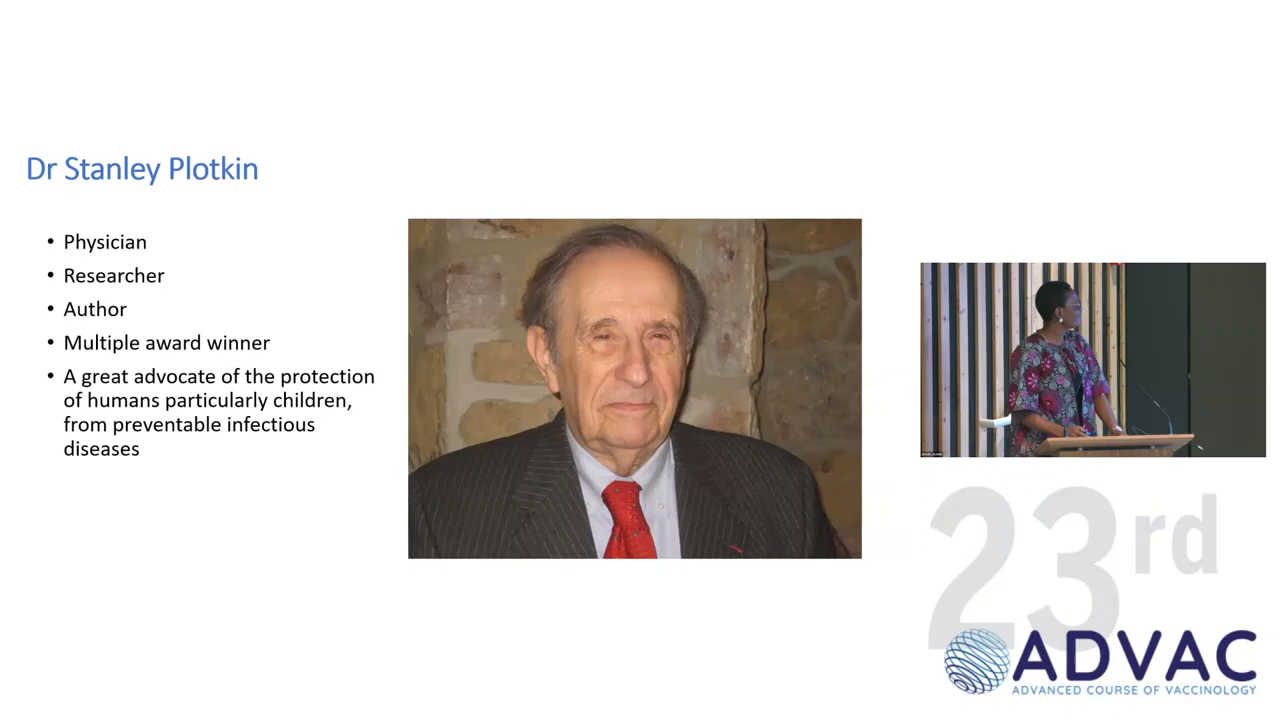 Dr Stanley Plotkin
• Physician
• Researcher
• Author
• Multiple award winner
• A great advocate of the protection
of humans particularly children,
from preventable infectious
diseases
23rd
ADVAC
ADVANCED COURSE OF VACCINOLOGY